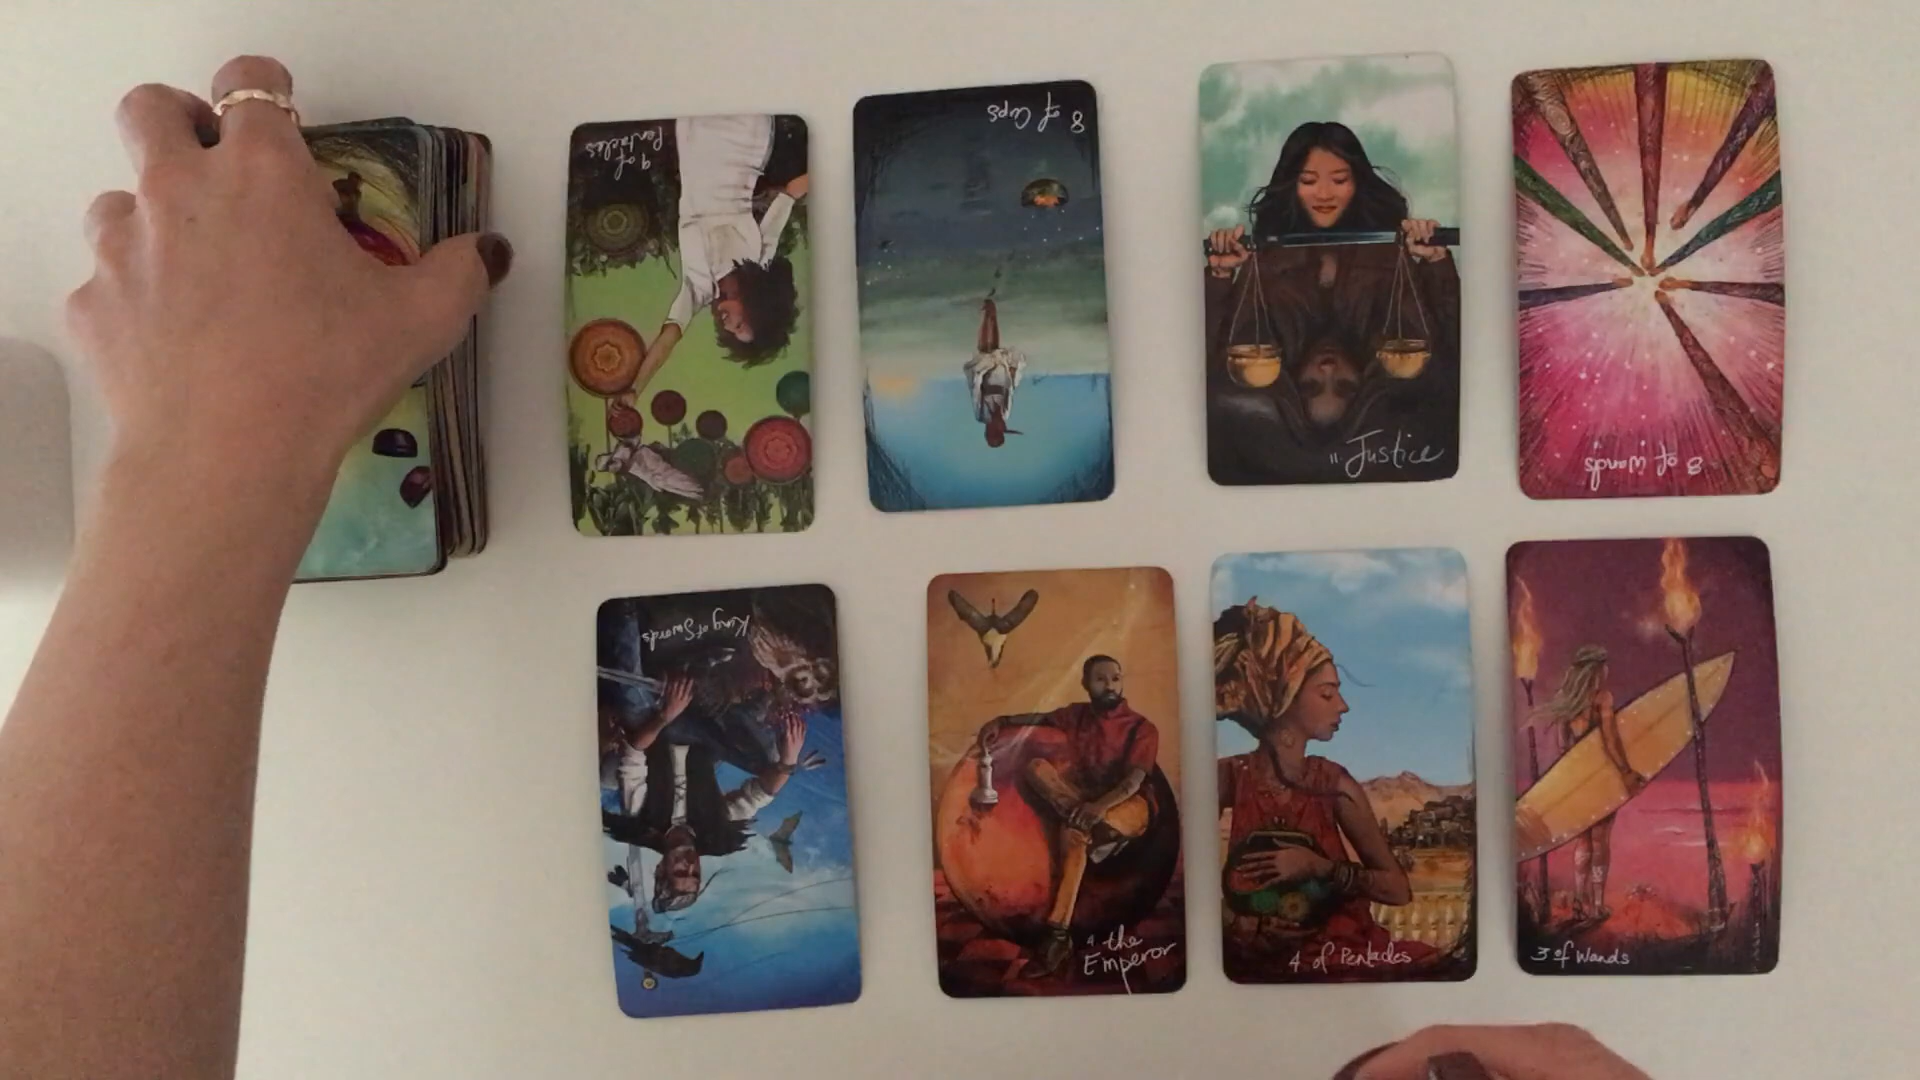 9 of
Pentacles
8 of Cups
11 Justice
8 of Wands
King of Swords
4 the
Emperor
4 of Pentacles
3 of Wands